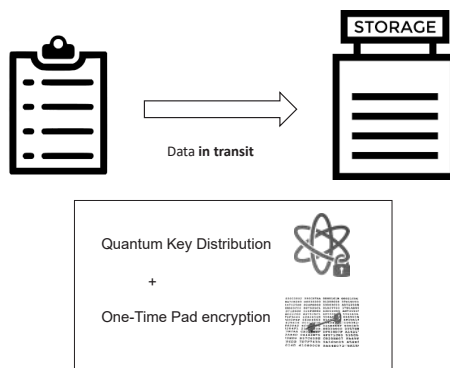 STORAGE
Data in transit
Quantum Key Distribution
+
One-Time Pad encryption